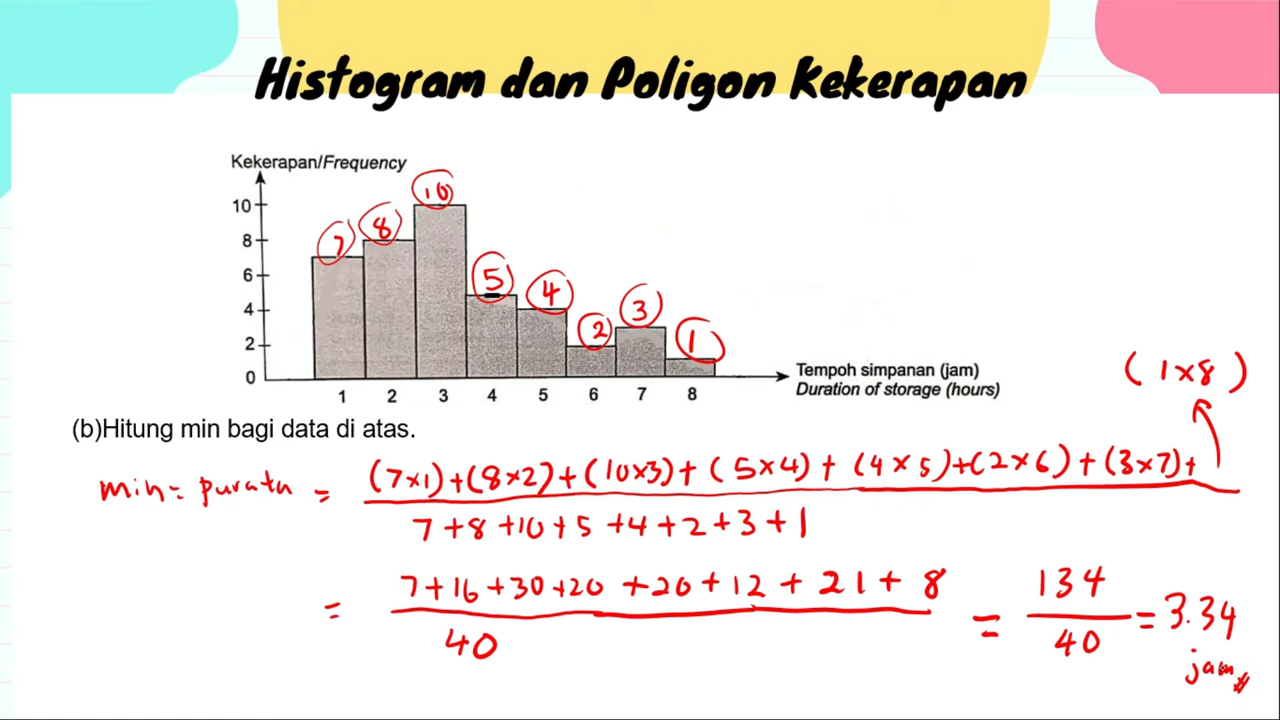 Histogram dan Poligon Kekerapan
Kekerapan/Frequency
10
8
6
4
2
0
7
8
10
5
4
2
3
1
1 2 3 4 5 6 7 8
Tempoh simpanan (jam)
Duration of storage (hours)
(b)Hitung min bagi data di atas.
(1×8)
min = purata = (7×1)+(8×2)+(10×3)+(5×4)+(4×5)+(2×6)+(3×7)+
7+8+10+5+4+2+3+1
= 7+16+30+20+20+12+21+8 = 134 = 3.34
40 40
jam